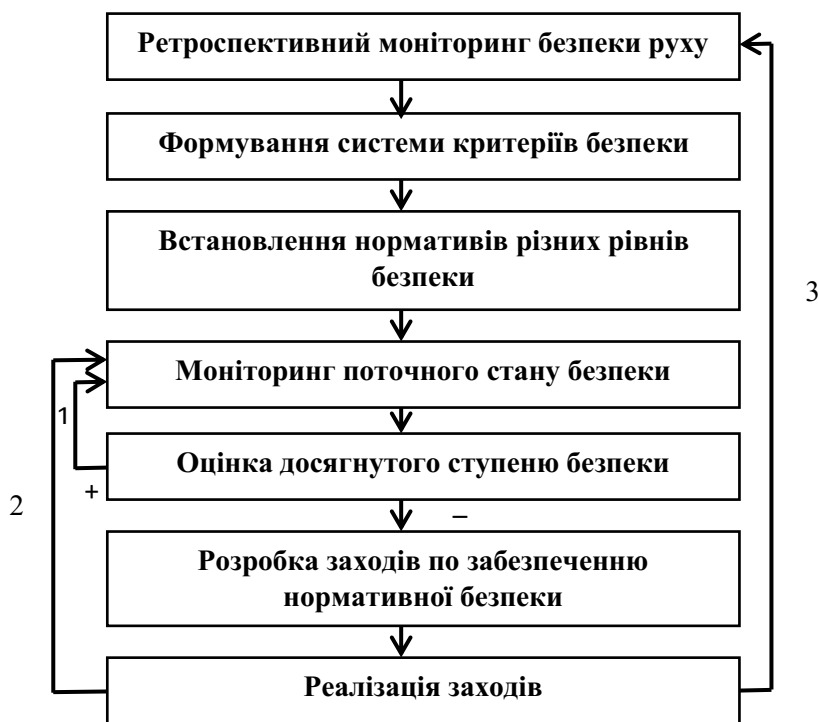 Ретроспективний моніторинг безпеки руху
Формування системи критеріїв безпеки
Встановлення нормативів різних рівнів
безпеки
3
Моніторинг поточного стану безпеки
1
Оцінка досягнутого ступеню безпеки
+
2
–
Розробка заходів по забезпеченню
нормативної безпеки
Реалізація заходів